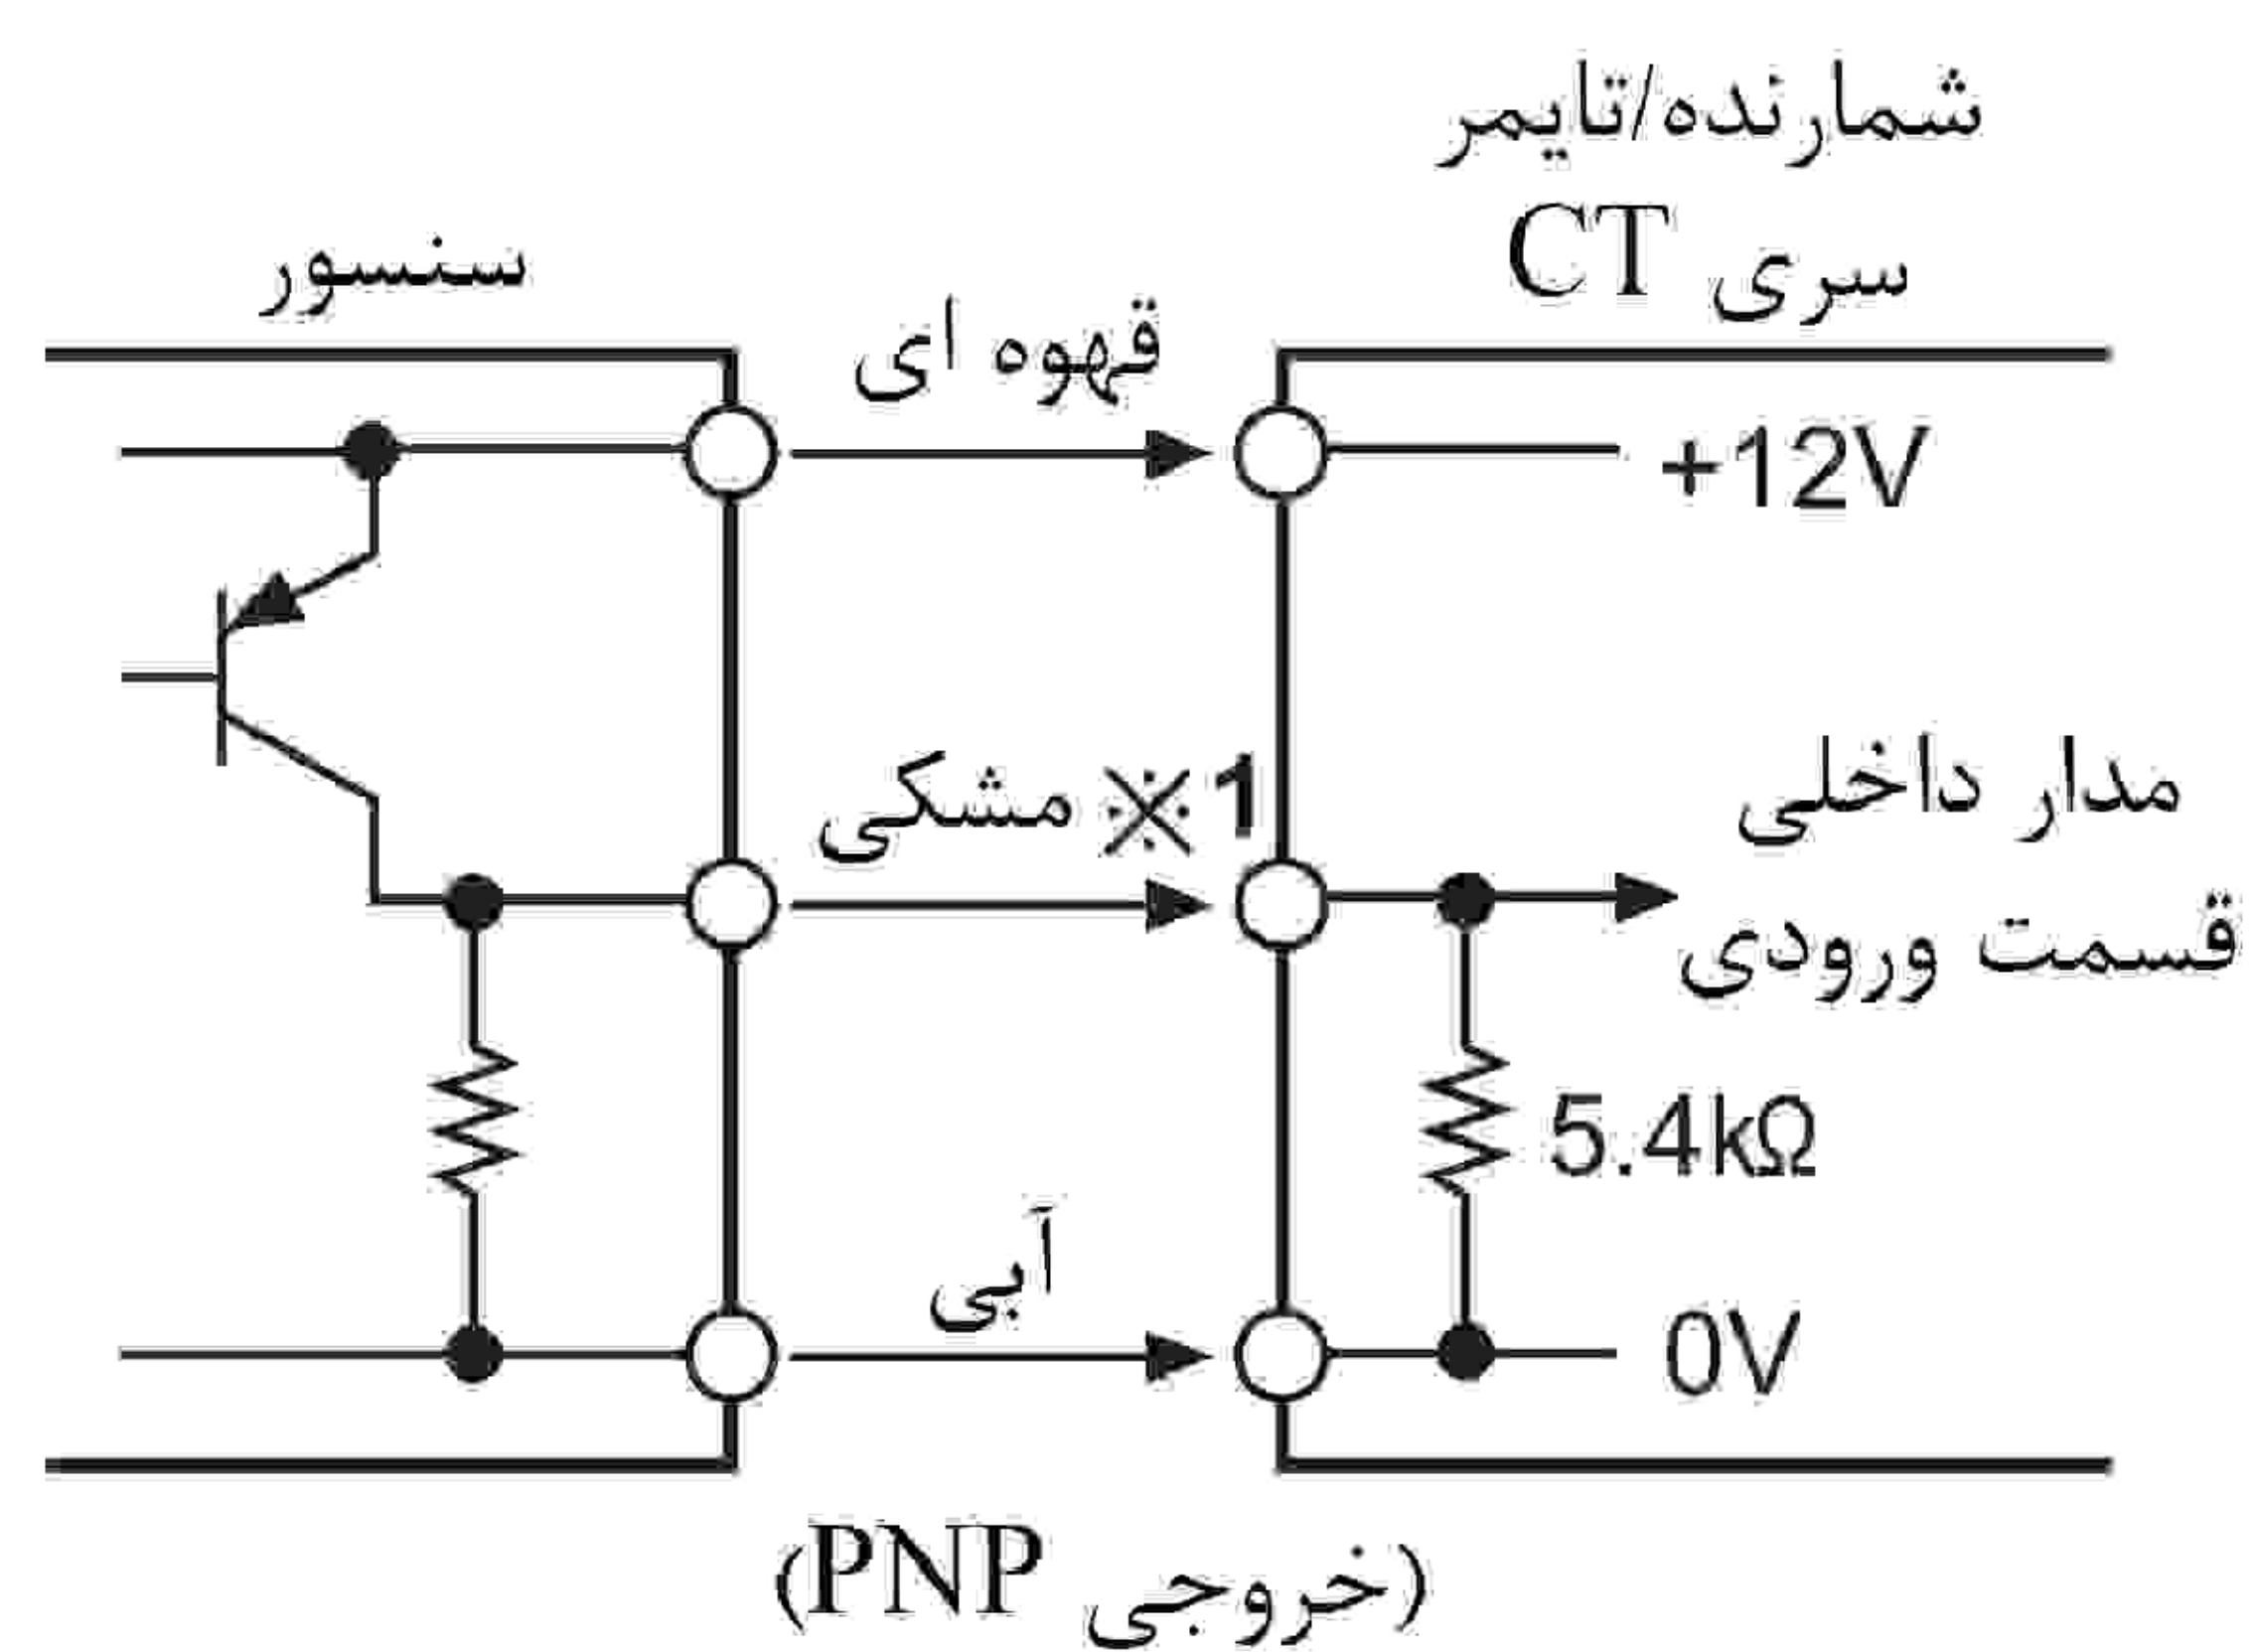 شمارنده/تایمر
سری CT
سنسور
قهوه ای
+12V
مشکی ※1
مدار داخلی
قسمت ورودی
5.4kΩ
آبی
0V
(خروجی PNP)